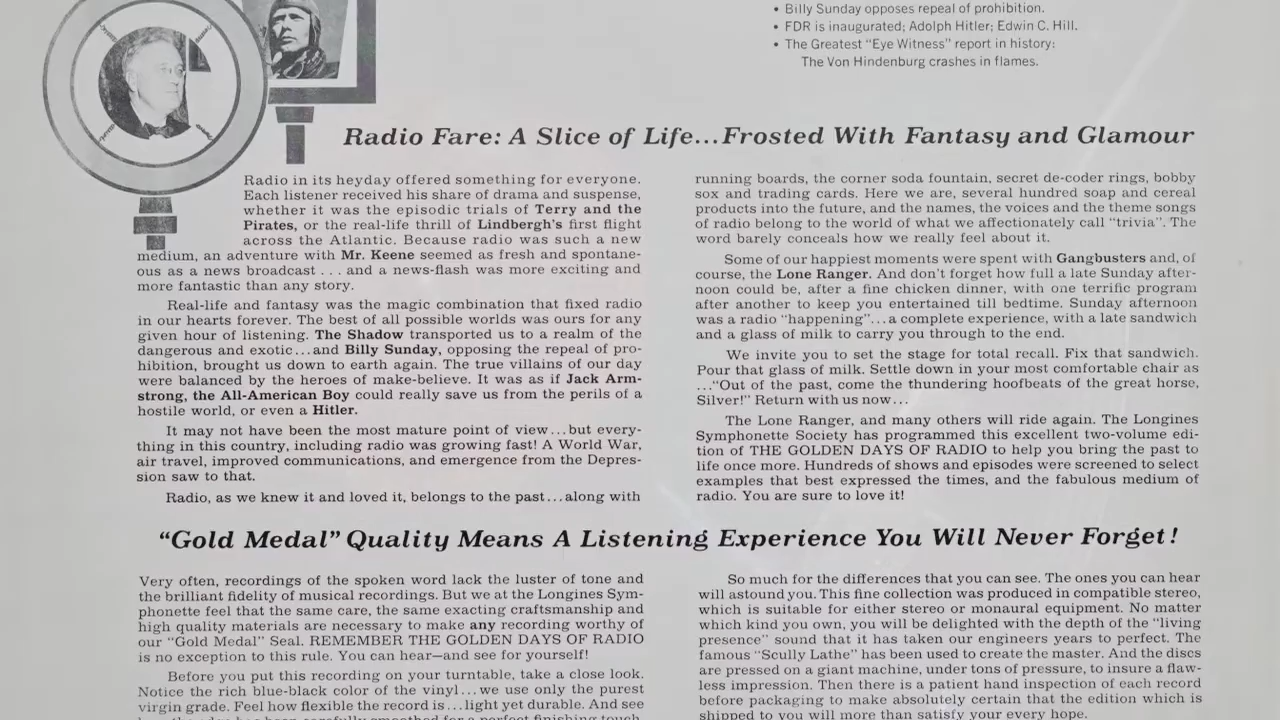 • Billy Sunday opposes repeal of prohibition.
• FDR is inaugurated; Adolph Hitler; Edwin C. Hill.
• The Greatest "Eye Witness" report in history:
The Von Hindenburg crashes in flames.
Radio Fare: A Slice of Life...Frosted With Fantasy and Glamour
Radio in its heyday offered something for everyone.
Each listener received his share of drama and suspense,
whether it was the episodic trials of Terry and the
Pirates, or the real-life thrill of Lindbergh's first flight
across the Atlantic. Because radio was such a new
medium, an adventure with Mr. Keene seemed as fresh and spontane-
ous as a news broadcast . . . and a news-flash was more exciting and
more fantastic than any story.
Real-life and fantasy was the magic combination that fixed radio
in our hearts forever. The best of all possible worlds was ours for any
given hour of listening. The Shadow transported us to a realm of the
dangerous and exotic...and Billy Sunday, opposing the repeal of pro-
hibition, brought us down to earth again. The true villains of our day
were balanced by the heroes of make-believe. It was as if Jack Arm-
strong, the All-American Boy could really save us from the perils of a
hostile world, or even a Hitler.
It may not have been the most mature point of view...but every-
thing in this country, including radio was growing fast! A World War,
air travel, improved communications, and emergence from the Depres-
sion saw to that.
Radio, as we knew it and loved it, belongs to the past...along with
running boards, the corner soda fountain, secret de-coder rings, bobby
sox and trading cards. Here we are, several hundred soap and cereal
products into the future, and the names, the voices and the theme songs
of radio belong to the world of what we affectionately call "trivia". The
word barely conceals how we really feel about it.
Some of our happiest moments were spent with Gangbusters and, of
course, the Lone Ranger. And don't forget how full a late Sunday after-
noon could be, after a fine chicken dinner, with one terrific program
after another to keep you entertained till bedtime. Sunday afternoon
was a radio "happening"...a complete experience, with a late sandwich
and a glass of milk to carry you through to the end.
We invite you to set the stage for total recall. Fix that sandwich.
Pour that glass of milk. Settle down in your most comfortable chair as
..."Out of the past, come the thundering hoofbeats of the great horse,
Silver!" Return with us now...
The Lone Ranger, and many others will ride again. The Longines
Symphonette Society has programmed this excellent two-volume edi-
tion of THE GOLDEN DAYS OF RADIO to help you bring the past to
life once more. Hundreds of shows and episodes were screened to select
examples that best expressed the times, and the fabulous medium of
radio. You are sure to love it!
"Gold Medal" Quality Means A Listening Experience You Will Never Forget!
Very often, recordings of the spoken word lack the luster of tone and
the brilliant fidelity of musical recordings. But we at the Longines Sym-
phonette feel that the same care, the same exacting craftsmanship and
high quality materials are necessary to make any recording worthy of
our "Gold Medal" Seal. REMEMBER THE GOLDEN DAYS OF RADIO
is no exception to this rule. You can hear—and see for yourself!
Before you put this recording on your turntable, take a close look.
Notice the rich blue-black color of the vinyl...we use only the purest
virgin grade. Feel how flexible the record is...light yet durable. And see
how the edge has been carefully smoothed for a perfect finishing touch.
So much for the differences that you can see. The ones you can hear
will astound you. This fine collection was produced in compatible stereo,
which is suitable for either stereo or monaural equipment. No matter
which kind you own, you will be delighted with the depth of the "living
presence" sound that it has taken our engineers years to perfect. The
famous "Scully Lathe" has been used to create the master. And the discs
are pressed on a giant machine, under tons of pressure, to insure a flaw-
less impression. Then there is a patient hand inspection of each record
before packaging to make absolutely certain that the edition which is
shipped to you will more than satisfy your every hope.